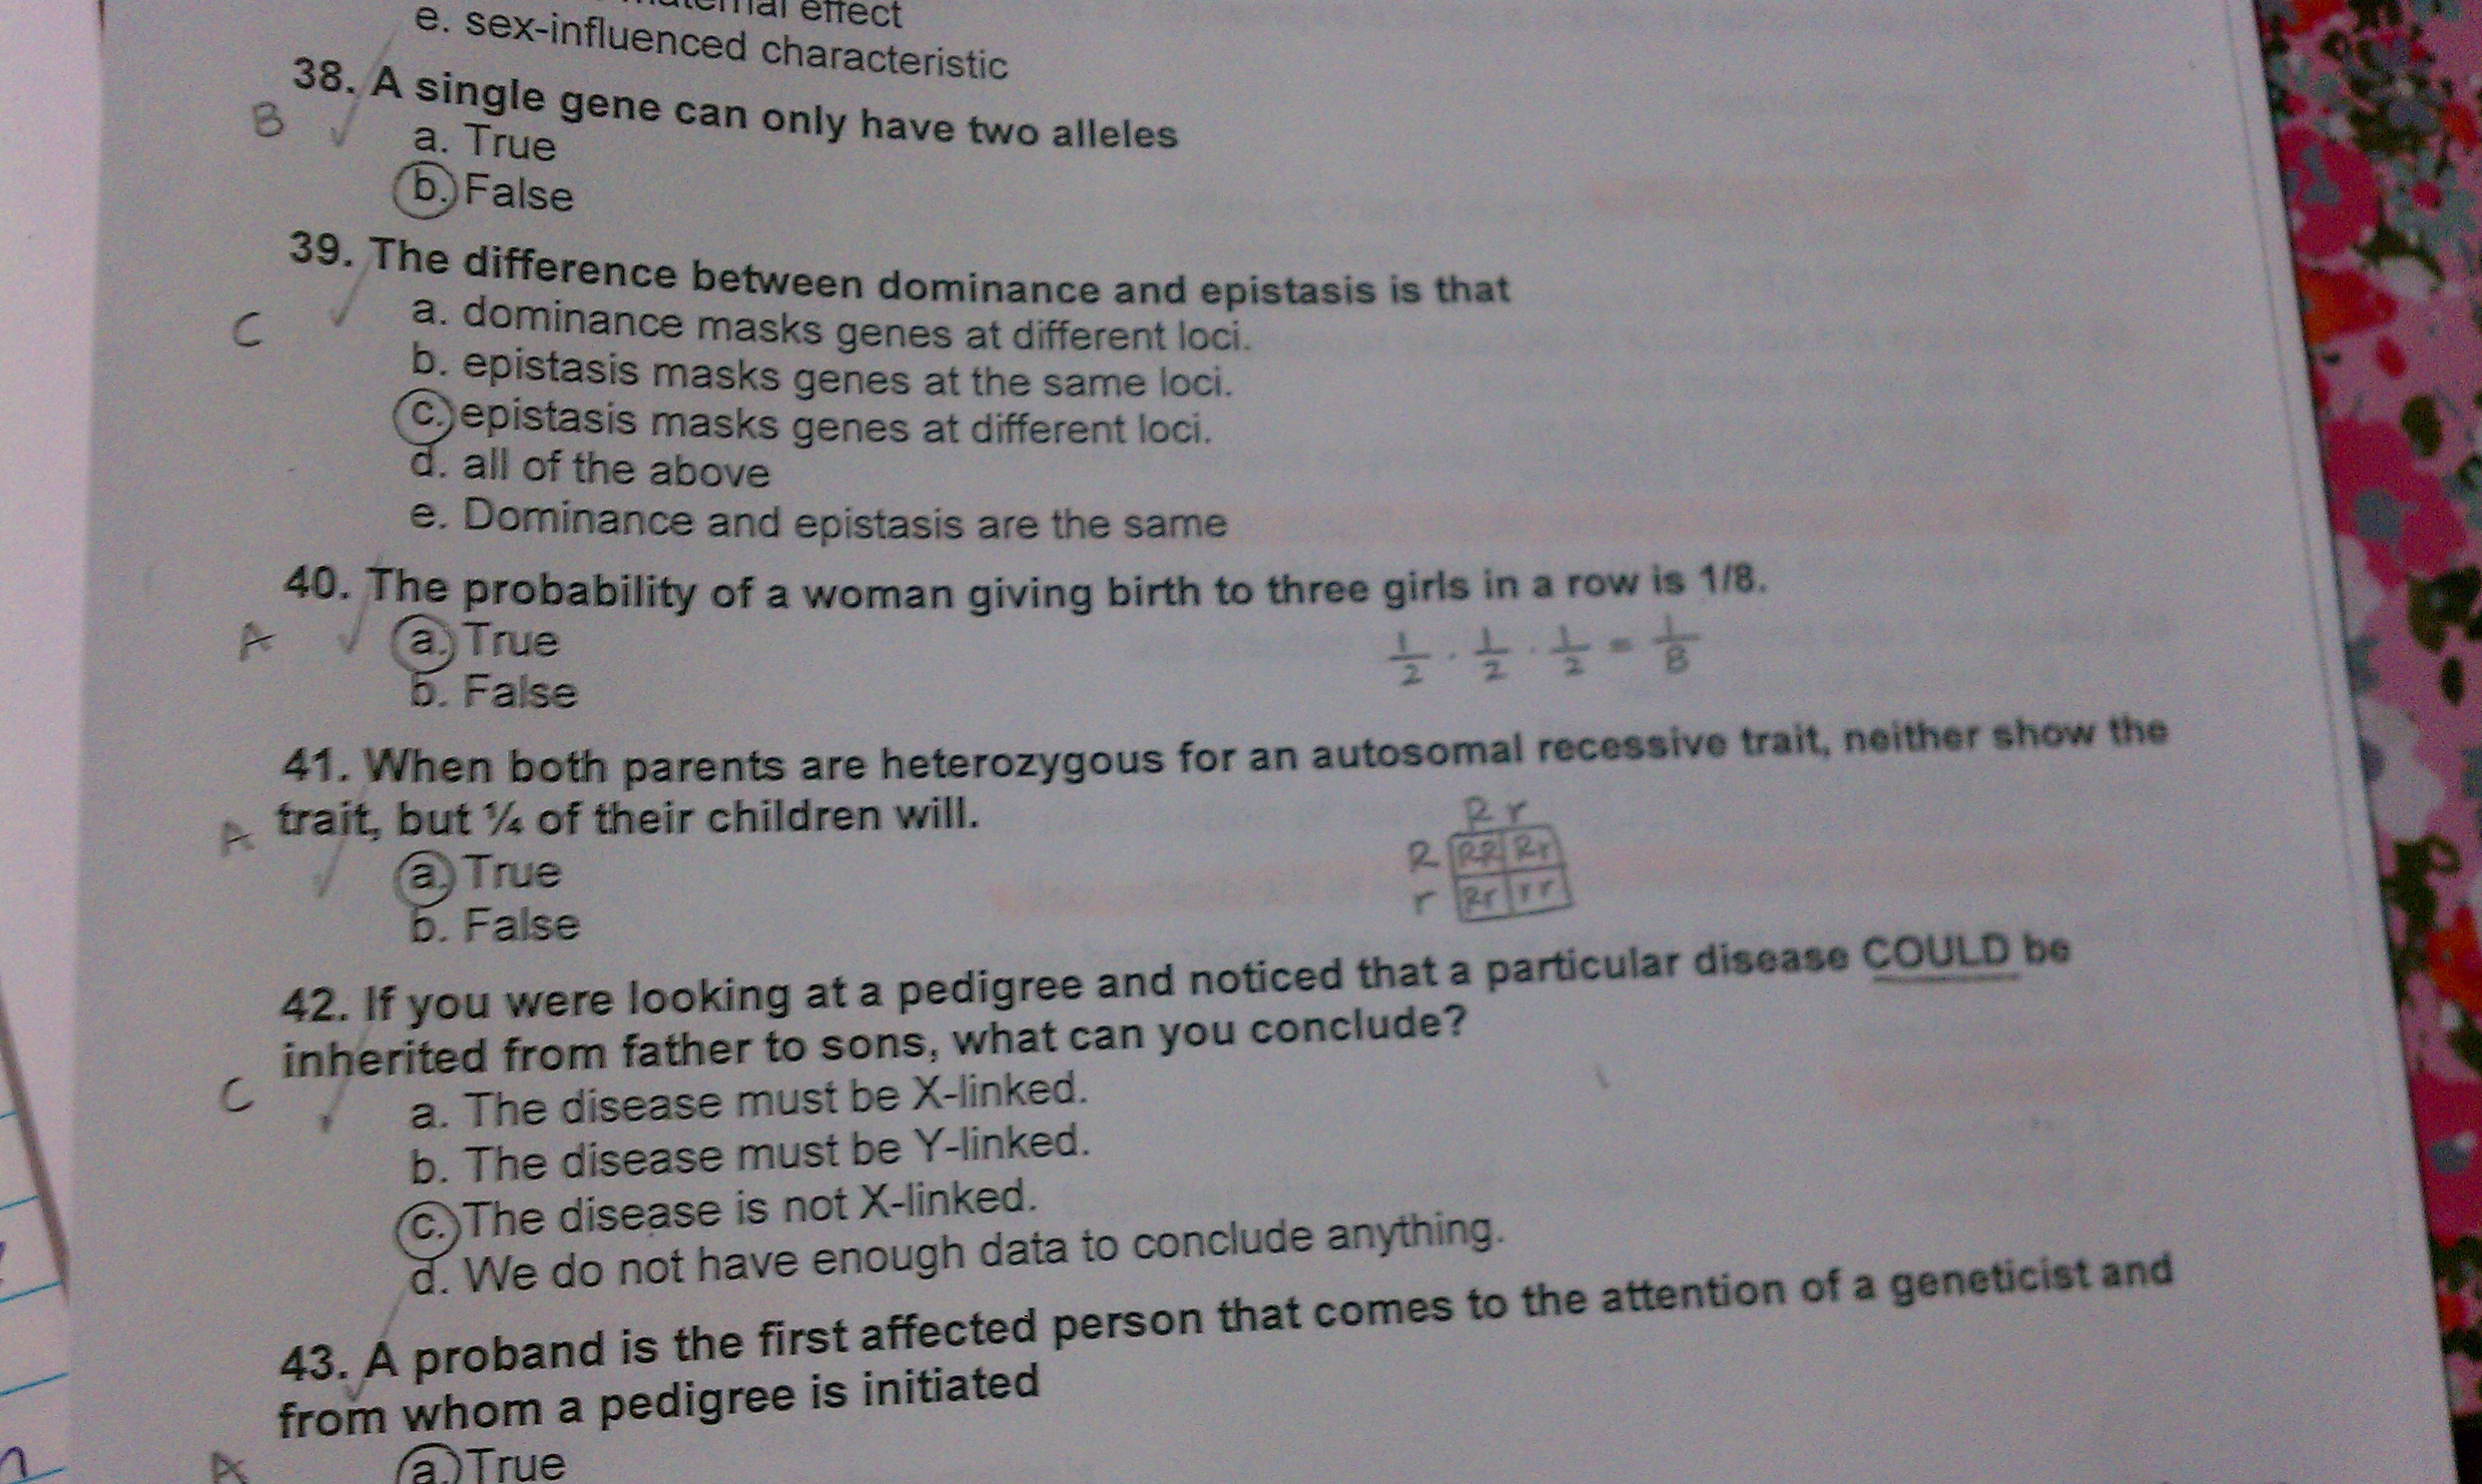 maternal effect
e. sex-influenced characteristic
38. A single gene can only have two alleles
B
a. True
b. False
39. The difference between dominance and epistasis is that
C
a. dominance masks genes at different loci.
b. epistasis masks genes at the same loci.
c. epistasis masks genes at different loci.
d. all of the above
e. Dominance and epistasis are the same
40. The probability of a woman giving birth to three girls in a row is 1/8.
A
a. True
1/2 · 1/2 · 1/2 = 1/8
b. False
41. When both parents are heterozygous for an autosomal recessive trait, neither show the
A trait, but ¼ of their children will.
R r
R RR Rr
r Rr rr
a. True
b. False
42. If you were looking at a pedigree and noticed that a particular disease COULD be
inherited from father to sons, what can you conclude?
C
a. The disease must be X-linked.
b. The disease must be Y-linked.
c. The disease is not X-linked.
d. We do not have enough data to conclude anything.
43. A proband is the first affected person that comes to the attention of a geneticist and
from whom a pedigree is initiated
A
a. True